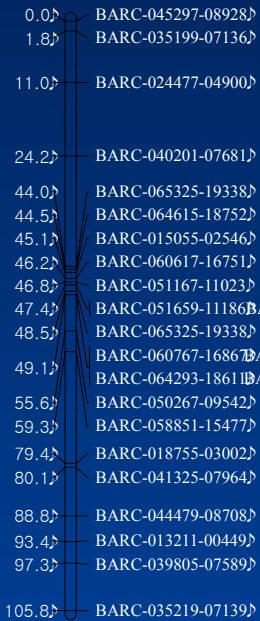 0.0♪ BARC-045297-08928♪
1.8♪ BARC-035199-07136♪
11.0♪ BARC-024477-04900♪
24.2♪ BARC-040201-07681♪
44.0♪ BARC-065325-19338♪
44.5♪ BARC-064615-18752♪
45.1♪ BARC-015055-02546♪
46.2♪ BARC-060617-16751♪
46.8♪ BARC-051167-11023♪
47.4♪ BARC-051659-11186
48.5♪ BARC-065325-19338♪
49.1♪ BARC-060767-16867
BARC-064293-18611
55.6♪ BARC-050267-09542♪
59.3♪ BARC-058851-15477♪
79.4♪ BARC-018755-03002♪
80.1♪ BARC-041325-07964♪
88.8♪ BARC-044479-08708♪
93.4♪ BARC-013211-00449♪
97.3♪ BARC-039805-07589♪
105.8♪ BARC-035219-07139♪